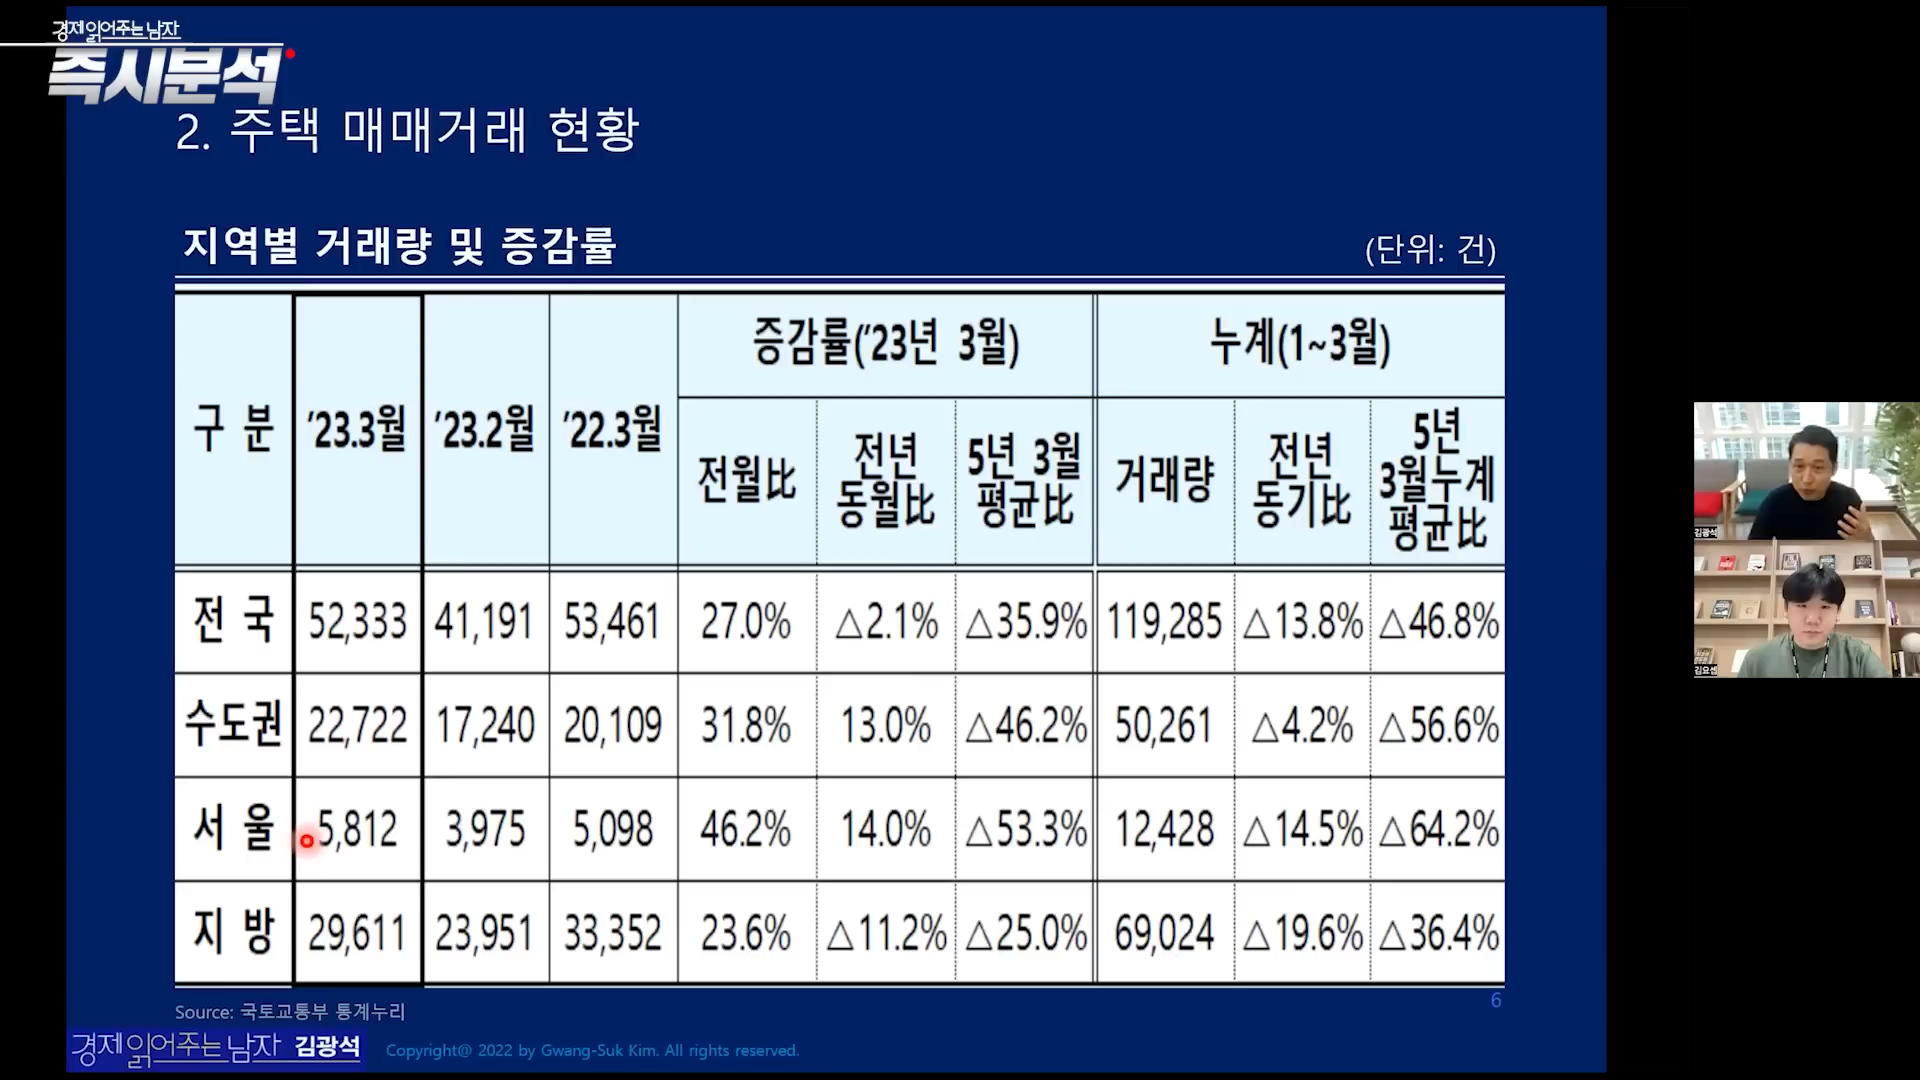 경제읽어주는남자
즉시분석
2. 주택 매매거래 현황
지역별 거래량 및 증감률
(단위: 건)
구 분 '23.3월 '23.2월 '22.3월 증감률('23년 3월) 누계(1~3월)
전월比 전년 동월比 5년 3월 평균比 거래량 전년 동기比 5년 3월누계 평균比
전 국 52,333 41,191 53,461 27.0% △2.1% △35.9% 119,285 △13.8% △46.8%
수도권 22,722 17,240 20,109 31.8% 13.0% △46.2% 50,261 △4.2% △56.6%
서 울 5,812 3,975 5,098 46.2% 14.0% △53.3% 12,428 △14.5% △64.2%
지 방 29,611 23,951 33,352 23.6% △11.2% △25.0% 69,024 △19.6% △36.4%
Source: 국토교통부 통계누리
6
경제읽어주는남자 김광석
Copyright@ 2022 by Gwang-Suk Kim. All rights reserved.
김광석
김요셉